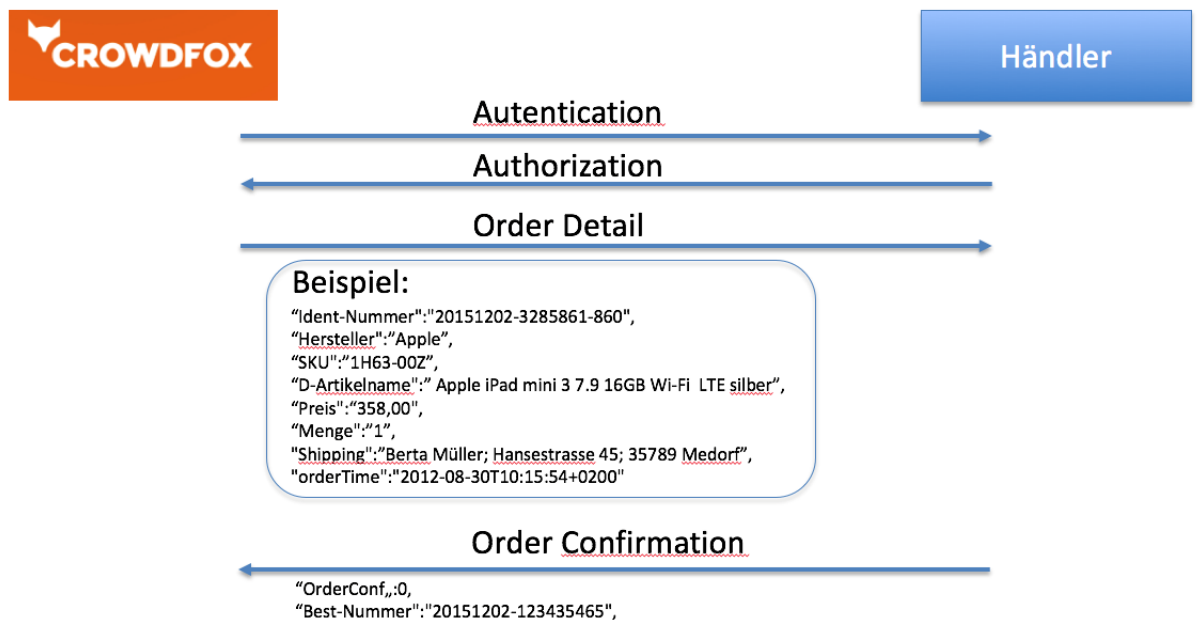 CROWDFOX
Händler
Autentication
Authorization
Order Detail
Beispiel:
“Ident-Nummer":"20151202-3285861-860",
“Hersteller":”Apple”,
“SKU":”1H63-00Z”,
“D-Artikelname":” Apple iPad mini 3 7.9 16GB Wi-Fi  LTE silber”,
“Preis":“358,00",
“Menge":”1”,
"Shipping":”Berta Müller; Hansestrasse 45; 35789 Medorf”,
"orderTime":"2012-08-30T10:15:54+0200"
Order Confirmation
“OrderConf„:0,
“Best-Nummer":"20151202-123435465",